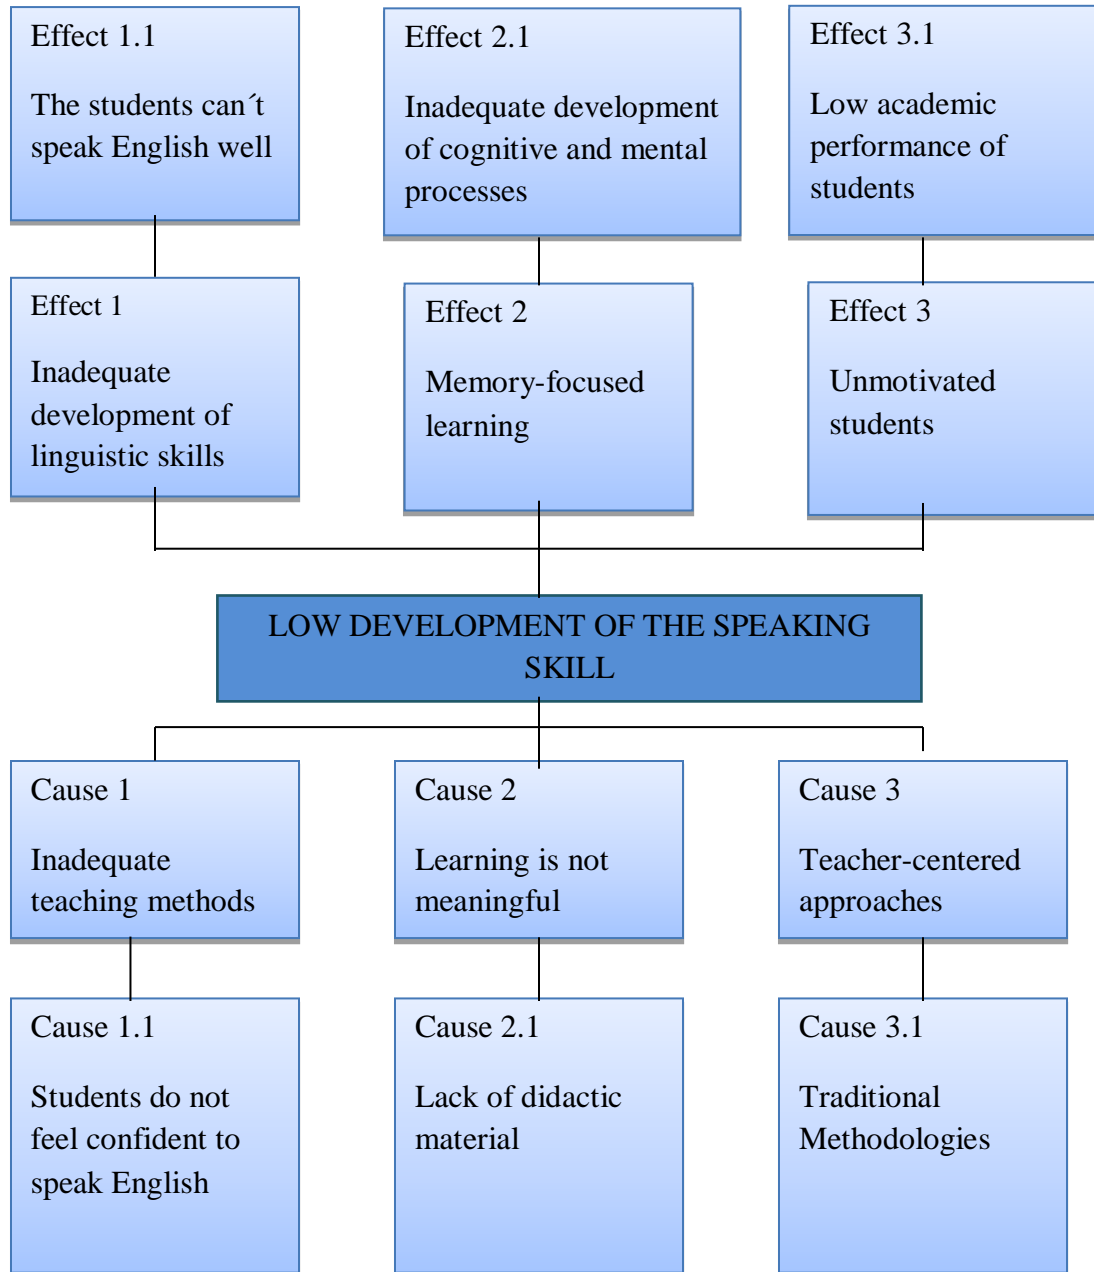 Effect 1.1
The students can´t
speak English well
Effect 2.1
Inadequate development
of cognitive and mental
processes
Effect 3.1
Low academic
performance of
students
Effect 1
Inadequate
development of
linguistic skills
Effect 2
Memory-focused
learning
Effect 3
Unmotivated
students
LOW DEVELOPMENT OF THE SPEAKING
SKILL
Cause 1
Inadequate
teaching methods
Cause 2
Learning is not
meaningful
Cause 3
Teacher-centered
approaches
Cause 1.1
Students do not
feel confident to
speak English
Cause 2.1
Lack of didactic
material
Cause 3.1
Traditional
Methodologies